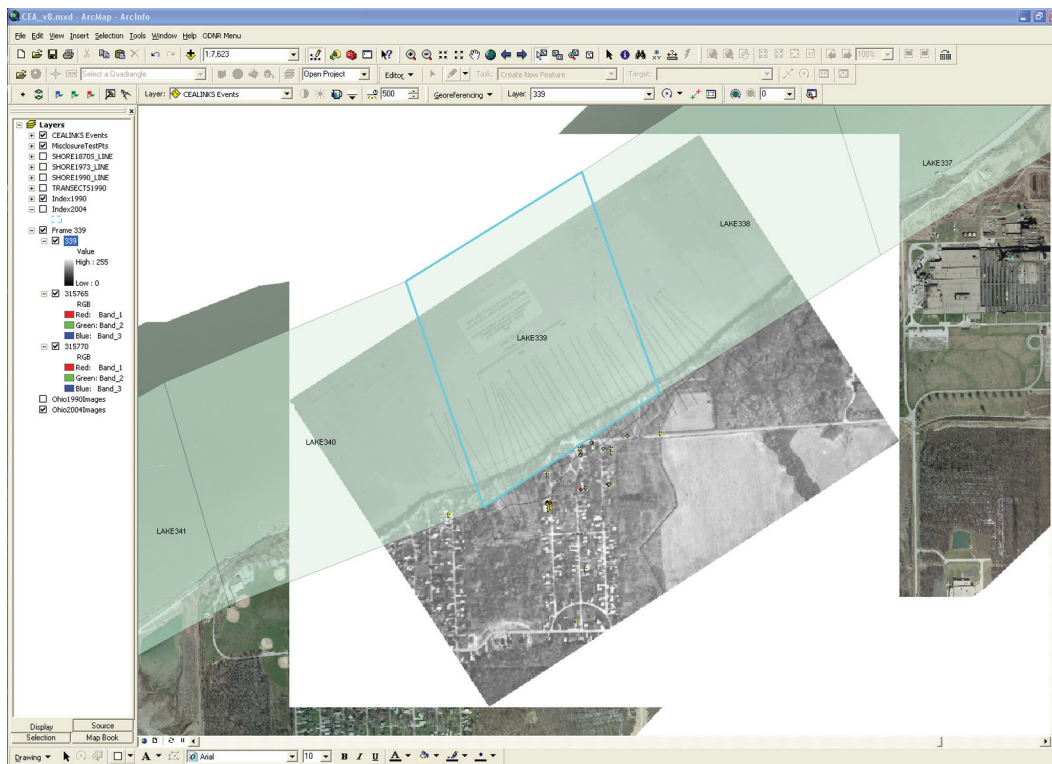 CEA_v8.mxd - ArcMap - ArcInfo
File Edit View Insert Selection Tools Window Help ODNR Menu
1:7,623
100%
Select a Quadrangle
Open Project
Editor
Task: Create New Feature
Target:
Layer: CEALINKS Events
500
Georeferencing
Layer: 339
0
Layers
CEALINKS Events
MisclosureTestPts
SHORE1870S_LINE
SHORE1973_LINE
SHORE1990_LINE
TRANSECTS1990
Index1990
Index2004
Frame 339
339
Value
High : 255
Low : 0
315765
RGB
Red: Band_1
Green: Band_2
Blue: Band_3
315770
RGB
Red: Band_1
Green: Band_2
Blue: Band_3
Ohio1990Images
Ohio2004Images
LAKE337
LAKE338
LAKE339
LAKE340
LAKE341
Display
Source
Selection
Map Book
Drawing
A
Arial
10
B I U A